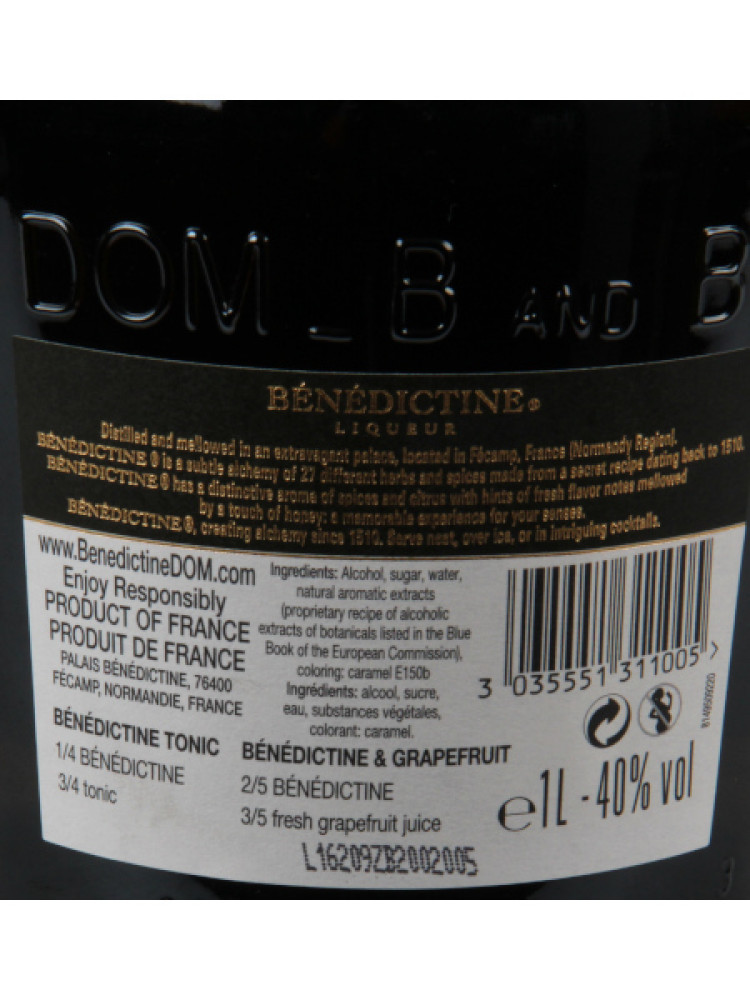 DOM_B AND B
BÉNÉDICTINE®
LIQUEUR
Distilled and mellowed in an extravagant palace, located in Fécamp, France (Normandy Region).
BÉNÉDICTINE® is a subtle alchemy of 27 different herbs and spices made from a secret recipe dating back to 1510.
BÉNÉDICTINE® has a distinctive aroma of spices and citrus with hints of fresh flavor notes mellowed
by a touch of honey: a memorable experience for your senses.
BÉNÉDICTINE®, creating alchemy since 1510. Serve neat, over ice, or in intriguing cocktails.
www.BenedictineDOM.com
Enjoy Responsibly
PRODUCT OF FRANCE
PRODUIT DE FRANCE
PALAIS BÉNÉDICTINE, 76400
FÉCAMP, NORMANDIE, FRANCE
Ingredients: Alcohol, sugar, water,
natural aromatic extracts
(proprietary recipe of alcoholic
extracts of botanicals listed in the Blue
Book of the European Commission),
coloring: caramel E150b
Ingrédients: alcool, sucre,
eau, substances végétales,
colorant: caramel.
3 035551 311005 >
8149509220
BÉNÉDICTINE TONIC
1/4 BÉNÉDICTINE
3/4 tonic
BÉNÉDICTINE & GRAPEFRUIT
2/5 BÉNÉDICTINE
3/5 fresh grapefruit juice
℮1L - 40% vol
L16209ZB2002005
3